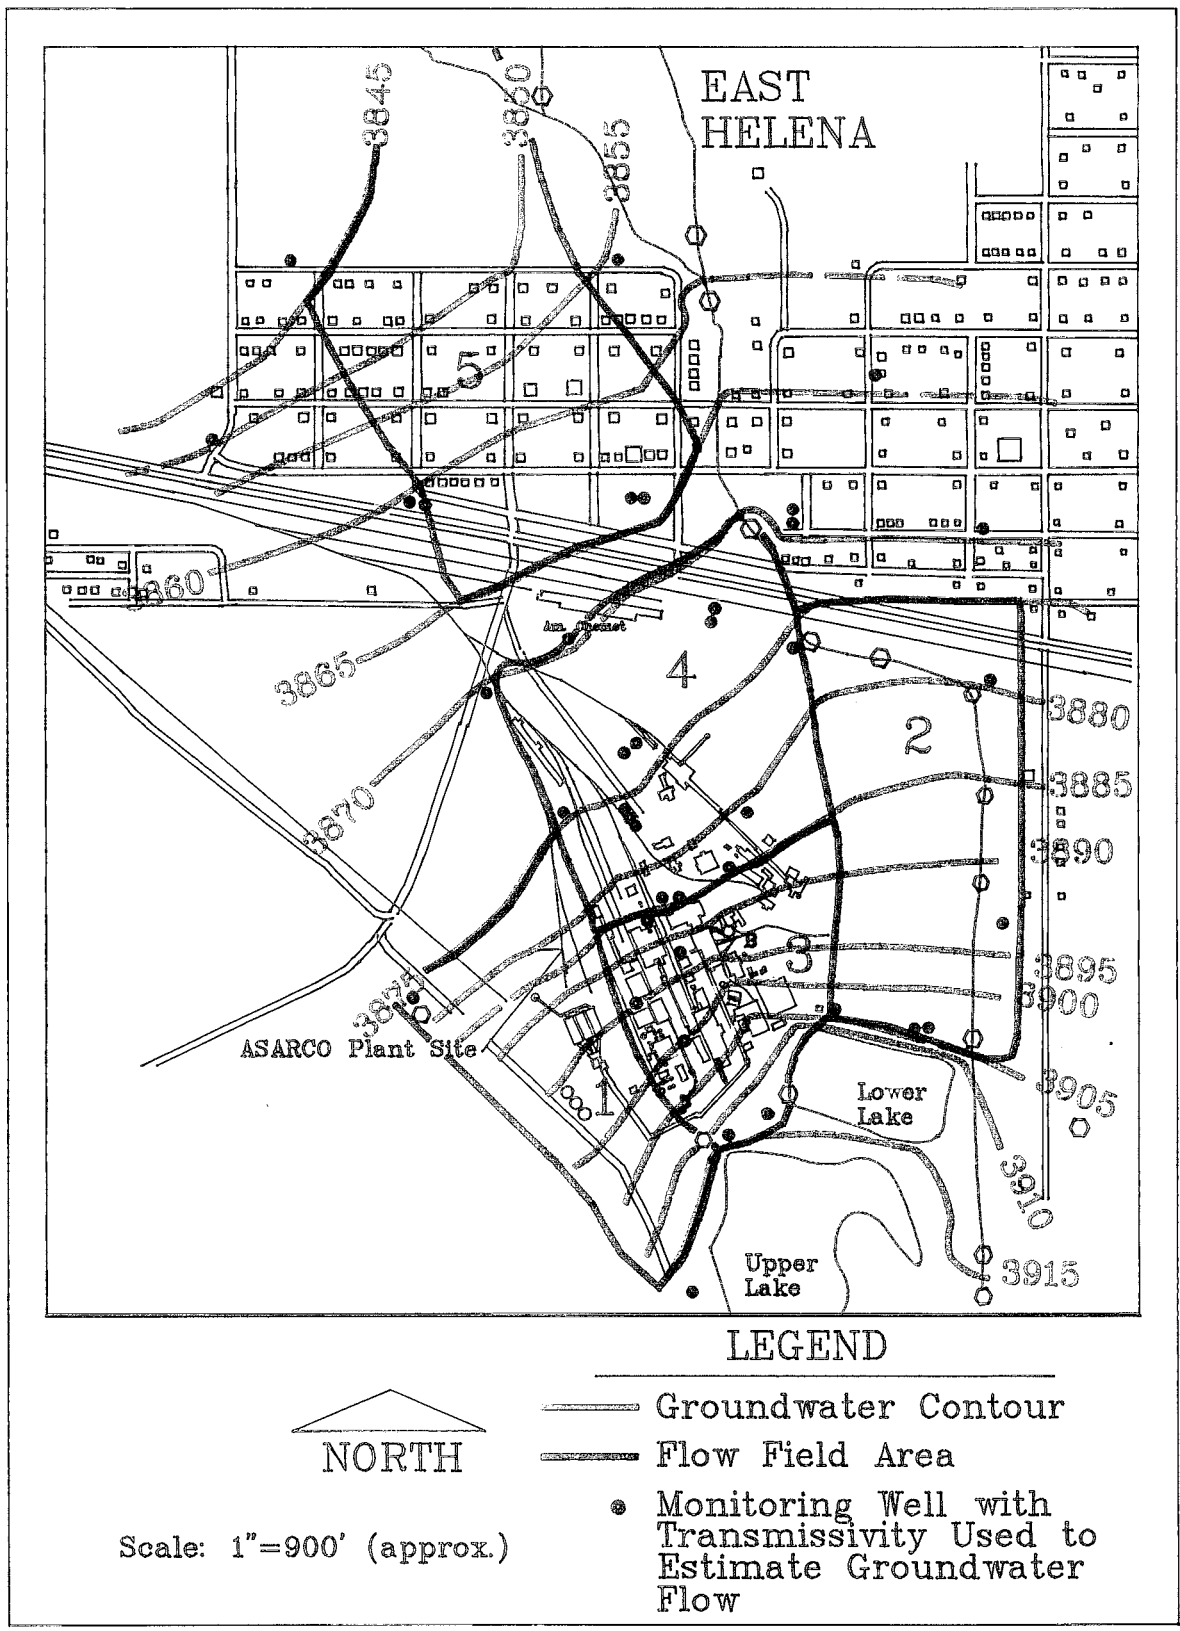 EAST
HELENA
3845
3850
3855
5
3860
3865
Am. Chemet
4
3870
2
3880
3885
3890
3875
B
3
3895
3900
ASARCO Plant Site
1
Lower
Lake
3905
3910
Upper
Lake
3915
LEGEND
Groundwater Contour
NORTH
Flow Field Area
Monitoring Well with
Transmissivity Used to
Estimate Groundwater
Flow
Scale: 1"=900' (approx.)